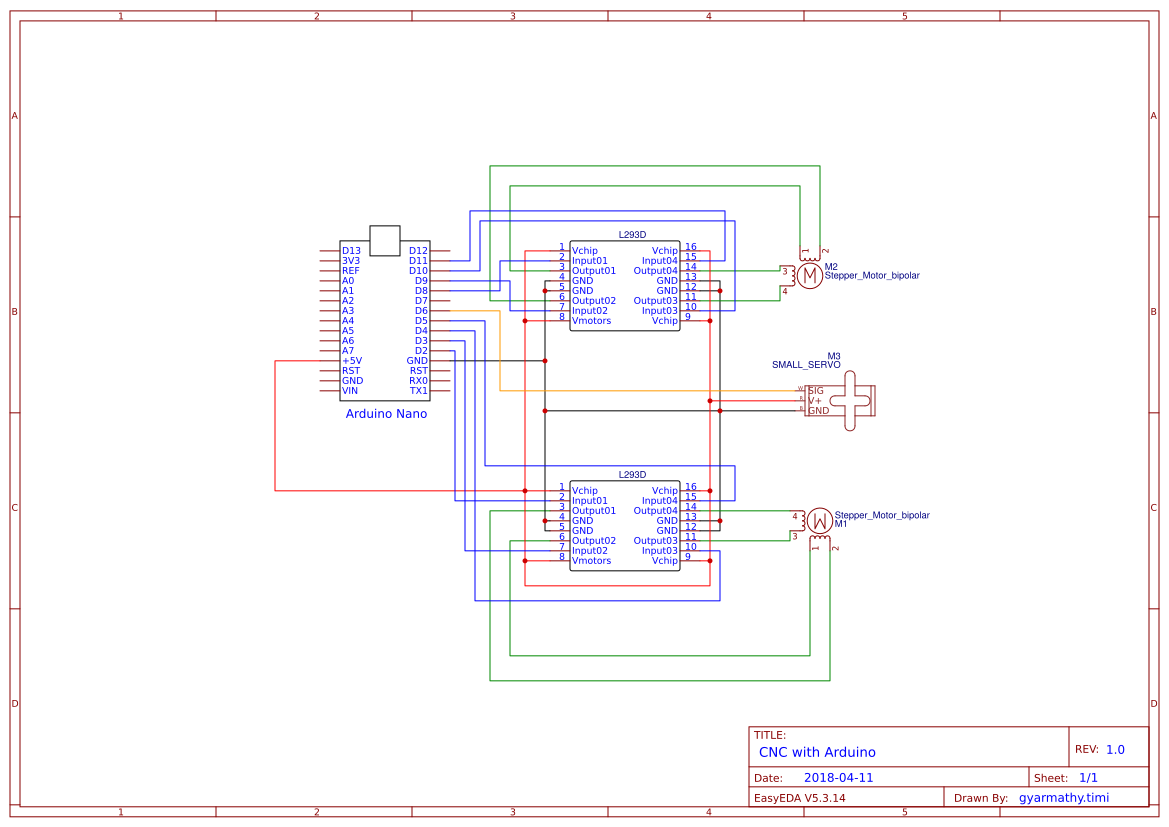 1 2 3 4 5
A A
B B
C C
D D
1 2 3 4 5
D13 D12
3V3 D11
REF D10
A0 D9
A1 D8
A2 D7
A3 D6
A4 D5
A5 D4
A6 D3
A7 D2
+5V GND
RST RST
GND RX0
VIN TX1
Arduino Nano
L293D
1 Vchip Vchip 16
2 Input01 Input04 15
3 Output01 Output04 14
4 GND GND 13
5 GND GND 12
6 Output02 Output03 11
7 Input02 Input03 10
8 Vmotors Vchip 9
1 2
3
4
M2
Stepper_Motor_bipolar
M
M3
SMALL_SERVO
SIG
V+
GND
L293D
1 Vchip Vchip 16
2 Input01 Input04 15
3 Output01 Output04 14
4 GND GND 13
5 GND GND 12
6 Output02 Output03 11
7 Input02 Input03 10
8 Vmotors Vchip 9
4
3
1 2
M
Stepper_Motor_bipolar
M1
TITLE:
CNC with Arduino
REV: 1.0
Date: 2018-04-11
Sheet: 1/1
EasyEDA V5.3.14
Drawn By: gyarmathy.timi